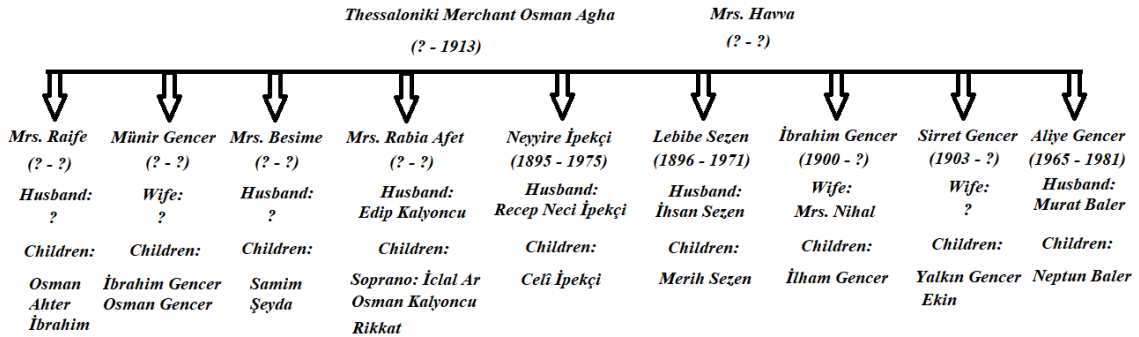 Thessaloniki Merchant Osman Agha
(? - 1913)
Mrs. Havva
(? - ?)
Mrs. Raife
(? - ?)
Husband:
?
Children:
Osman
Ahter
İbrahim
Münir Gencer
(? - ?)
Wife:
?
Children:
İbrahim Gencer
Osman Gencer
Mrs. Besime
(? - ?)
Husband:
?
Children:
Samim
Şeyda
Mrs. Rabia Afet
(? - ?)
Husband:
Edip Kalyoncu
Children:
Soprano: İclal Ar
Osman Kalyoncu
Rikkat
Neyyire İpekçi
(1895 - 1975)
Husband:
Recep Neci İpekçi
Children:
Celî İpekçi
Lebibe Sezen
(1896 - 1971)
Husband:
İhsan Sezen
Children:
Merih Sezen
İbrahim Gencer
(1900 - ?)
Wife:
Mrs. Nihal
Children:
İlham Gencer
Sirret Gencer
(1903 - ?)
Wife:
?
Children:
Yalkın Gencer
Ekin
Aliye Gencer
(1965 - 1981)
Husband:
Murat Baler
Children:
Neptun Baler